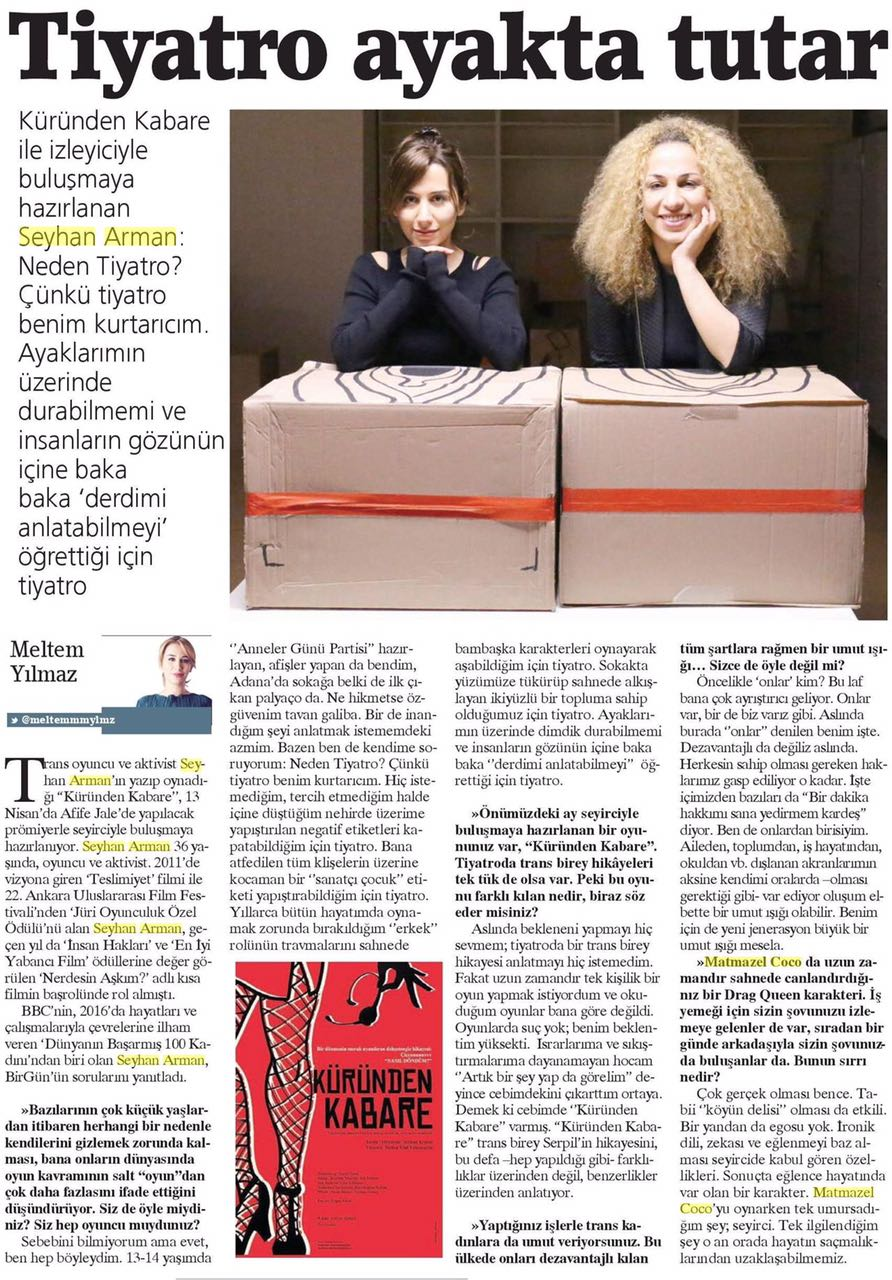 Tiyatro ayakta tutar
Küründen Kabare
ile izleyiciyle
buluşmaya
hazırlanan
Seyhan Arman:
Neden Tiyatro?
Çünkü tiyatro
benim kurtarıcım.
Ayaklarımın
üzerinde
durabilmemi ve
insanların gözünün
içine baka
baka ‘derdimi
anlatabilmeyi’
öğrettiği için
tiyatro
Meltem
Yılmaz
@meltemmmylmz
Trans oyuncu ve aktivist Sey-
han Arman’ın yazıp oynadı-
ğı “Küründen Kabare”, 13
Nisan’da Afife Jale’de yapılacak
prömiyerle seyirciyle buluşmaya
hazırlanıyor. Seyhan Arman 36 ya-
şında, oyuncu ve aktivist. 2011’de
vizyona giren ‘Teslimiyet’ filmi ile
22. Ankara Uluslararası Film Fes-
tivali’nden ‘Jüri Oyunculuk Özel
Ödülü’nü alan Seyhan Arman, ge-
çen yıl da ‘İnsan Hakları’ ve ‘En İyi
Yabancı Film’ ödüllerine değer gö-
rülen ‘Nerdesin Aşkım?’ adlı kısa
filmin başrolünde rol almıştı.
BBC’nin, 2016’da hayatları ve
çalışmalarıyla çevrelerine ilham
veren ‘Dünyanın Başarmış 100 Ka-
dını’ndan biri olan Seyhan Arman,
BirGün’ün sorularını yanıtladı.
»Bazılarının çok küçük yaşlar-
dan itibaren herhangi bir nedenle
kendilerini gizlemek zorunda kal-
ması, bana onların dünyasında
oyun kavramının salt “oyun”dan
çok daha fazlasını ifade ettiğini
düşündürüyor. Siz de öyle miydi-
niz? Siz hep oyuncu muydunuz?
Sebebini bilmiyorum ama evet,
ben hep böyleydim. 13-14 yaşımda
‘’Anneler Günü Partisi” hazır-
layan, afişler yapan da bendim,
Adana’da sokağa belki de ilk çı-
kan palyaço da. Ne hikmetse öz-
güvenim tavan galiba. Bir de inan-
dığım şeyi anlatmak istememdeki
azmim. Bazen ben de kendime so-
ruyorum: Neden Tiyatro? Çünkü
tiyatro benim kurtarıcım. Hiç iste-
mediğim, tercih etmediğim halde
içine düştüğüm nehirde üzerime
yapıştırılan negatif etiketleri ka-
patabildiğim için tiyatro. Bana
atfedilen tüm klişelerin üzerine
kocaman bir ‘’sanatçı çocuk” eti-
keti yapıştırabildiğim için tiyatro.
Yıllarca bütün hayatımda oyna-
mak zorunda bırakıldığım ‘’erkek”
rolünün travmalarını sahnede
KÜRÜNDEN
KABARE
bambaşka karakterleri oynayarak
aşabildiğim için tiyatro. Sokakta
yüzümüze tükürüp sahnede alkış-
layan ikiyüzlü bir topluma sahip
olduğumuz için tiyatro. Ayakları-
mın üzerinde dimdik durabilmemi
ve insanların gözünün içine baka
baka ‘’derdimi anlatabilmeyi” öğ-
rettiği için tiyatro.
»Önümüzdeki ay seyirciyle
buluşmaya hazırlanan bir oyu-
nunuz var, “Küründen Kabare”.
Tiyatroda trans birey hikâyeleri
tek tük de olsa var. Peki bu oyu-
nu farklı kılan nedir, biraz söz
eder misiniz?
Aslında bekleneni yapmayı hiç
sevmem; tiyatroda bir trans birey
hikayesi anlatmayı hiç istemedim.
Fakat uzun zamandır tek kişilik bir
oyun yapmak istiyordum ve oku-
duğum oyunlar bana göre değildi.
Oyunlarda suç yok; benim beklen-
tim yüksekti. Israrlarıma ve sıkış-
tırmalarıma dayanamayan hocam
‘’Artık bir şey yap da görelim” de-
yince cebimdekini çıkarttım ortaya.
Demek ki cebimde ‘’Küründen
Kabare” varmış. “Küründen Kaba-
re” trans birey Serpil’in hikayesini,
bu defa –hep yapıldığı gibi- farklı-
lıklar üzerinden değil, benzerlikler
üzerinden anlatıyor.
»Yaptığınız işlerle trans ka-
dınlara da umut veriyorsunuz. Bu
ülkede onları dezavantajlı kılan
tüm şartlara rağmen bir umut ışı-
ğı… Sizce de öyle değil mi?
Öncelikle ‘onlar’ kim? Bu laf
bana çok ayrıştırıcı geliyor. Onlar
var, bir de biz varız gibi. Aslında
burada ‘’onlar” denilen benim işte.
Dezavantajlı da değiliz aslında.
Herkesin sahip olması gereken hak-
larımız gasp ediliyor o kadar. İşte
içimizden bazıları da “Bir dakika
hakkımı sana yedirmem kardeş”
diyor. Ben de onlardan birisiyim.
Aileden, toplumdan, iş hayatından,
okuldan vb. dışlanan akranlarımın
aksine kendimi oralarda –olması
gerektiği gibi- var ediyor oluşum el-
bette bir umut ışığı olabilir. Benim
için de yeni jenerasyon büyük bir
umut ışığı mesela.
»Matmazel Coco da uzun za-
mandır sahnede canlandırdığı-
nız bir Drag Queen karakteri. İş
yemeği için sizin şovunuzu izle-
meye gelenler de var, sıradan bir
günde arkadaşıyla sizin şovunuz-
da buluşanlar da. Bunun sırrı
nedir?
Çok gerçek olması bence. Ta-
bii ‘’köyün delisi” olması da etkili.
Bir yandan da egosu yok. İronik
dili, zekası ve eğlenmeyi baz al-
ması seyircide kabul gören özel-
likleri. Sonuçta eğlence hayatında
var olan bir karakter. Matmazel
Coco’yu oynarken tek umursadı-
ğım şey; seyirci. Tek ilgilendiğim
şey o an orada hayatın saçmalık-
larından uzaklaşabilmemiz.